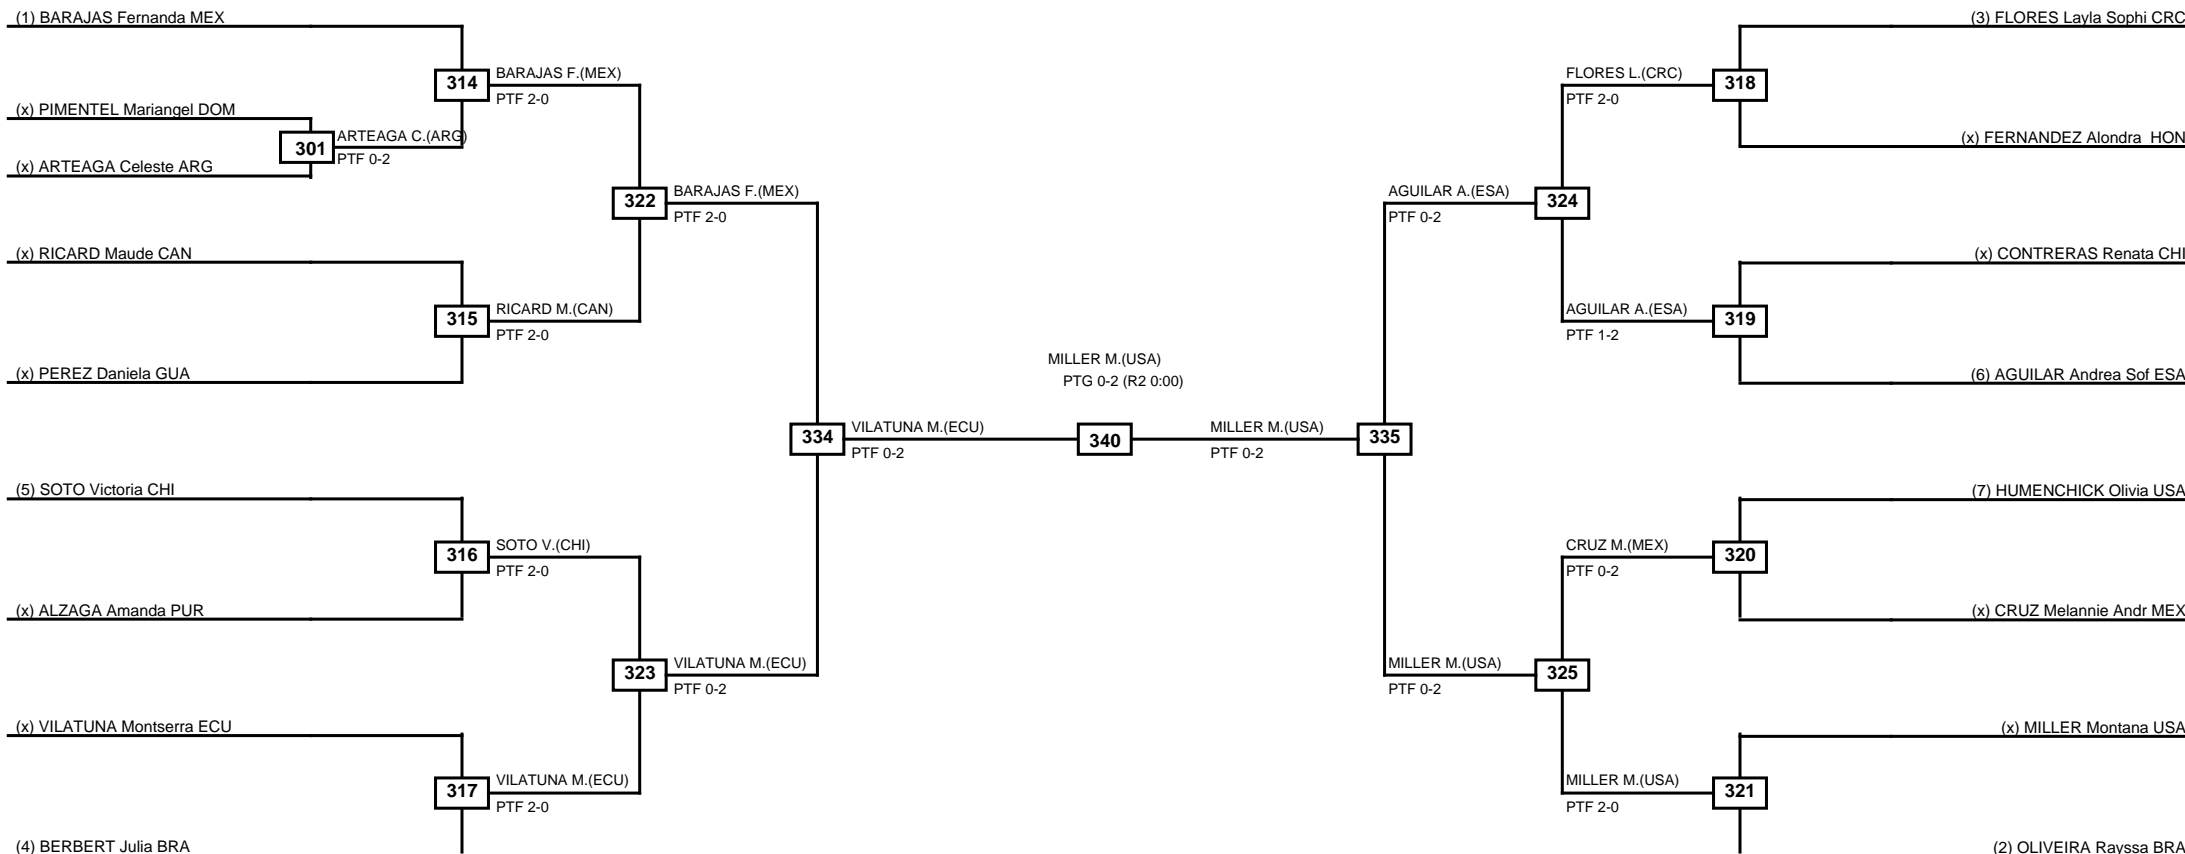 (1) BARAJAS Fernanda MEX
(x) PIMENTEL Mariangel DOM
(x) ARTEAGA Celeste ARG
(x) RICARD Maude CAN
(x) PEREZ Daniela GUA
(5) SOTO Victoria CHI
(x) ALZAGA Amanda PUR
(x) VILATUNA Montserra ECU
(4) BERBERT Julia BRA
301
ARTEAGA C.(ARG)
PTF 0-2
314
BARAJAS F.(MEX)
PTF 2-0
315
RICARD M.(CAN)
PTF 2-0
316
SOTO V.(CHI)
PTF 2-0
317
VILATUNA M.(ECU)
PTF 2-0
322
BARAJAS F.(MEX)
PTF 2-0
323
VILATUNA M.(ECU)
PTF 0-2
334
VILATUNA M.(ECU)
PTF 0-2
MILLER M.(USA)
PTG 0-2 (R2 0:00)
340
MILLER M.(USA)
PTF 0-2
335
AGUILAR A.(ESA)
PTF 0-2
324
MILLER M.(USA)
PTF 0-2
325
FLORES L.(CRC)
PTF 2-0
318
AGUILAR A.(ESA)
PTF 1-2
319
CRUZ M.(MEX)
PTF 0-2
320
MILLER M.(USA)
PTF 2-0
321
(3) FLORES Layla Sophi CRC
(x) FERNANDEZ Alondra HON
(x) CONTRERAS Renata CHI
(6) AGUILAR Andrea Sof ESA
(7) HUMENCHICK Olivia USA
(x) CRUZ Melannie Andr MEX
(x) MILLER Montana USA
(2) OLIVEIRA Rayssa BRA